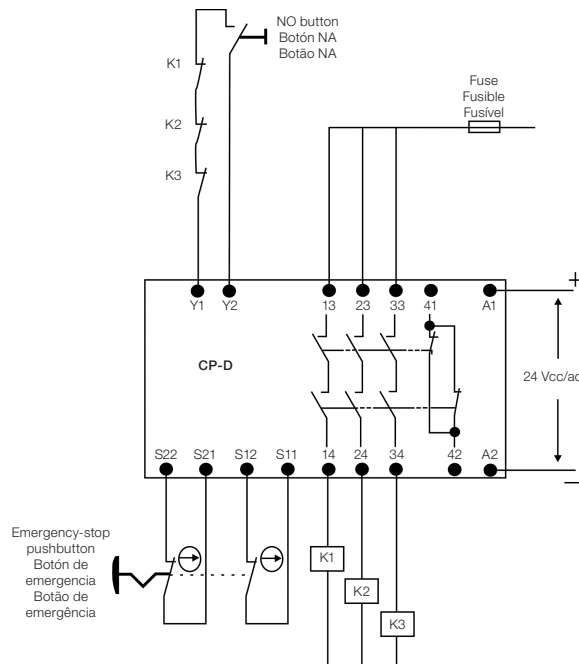 NO button
Botón NA
Botão NA
K1
K2
K3
Fuse
Fusible
Fusível
Y1 Y2 13 23 33 41 A1
+
CP-D
24 Vcc/ac
S22 S21 S12 S11 14 24 34 42 A2
–
Emergency-stop
pushbutton
Botón de
emergencia
Botão de
emergência
K1
K2
K3